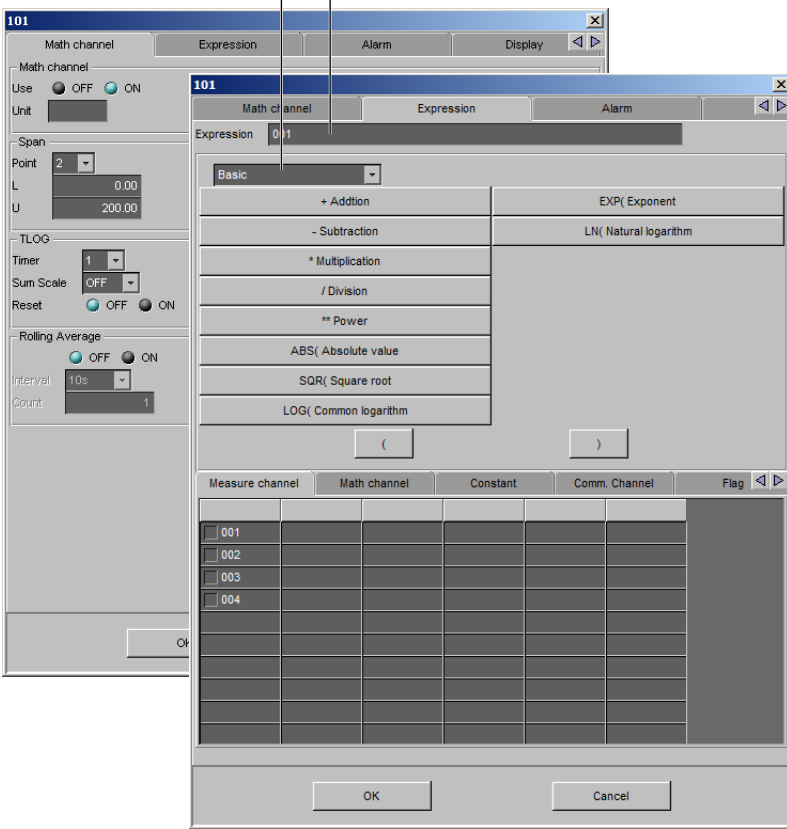 101
Math channel Expression Alarm Display
Math channel
Use OFF ON
Unit
Span
Point 2
L 0.00
U 200.00
TLOG
Timer 1
Sum Scale OFF
Reset OFF ON
Rolling Average
OFF ON
Interval 10s
Count 1
101
Math channel Expression Alarm
Expression 001
Basic
+ Addtion EXP( Exponent
- Subtraction LN( Natural logarithm
* Multiplication
/ Division
** Power
ABS( Absolute value
SQR( Square root
LOG( Common logarithm
( )
Measure channel Math channel Constant Comm. Channel Flag
001
002
003
004
OK Cancel